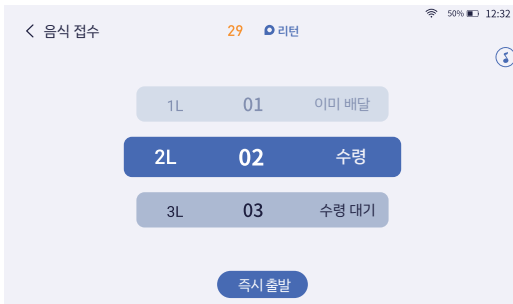 50% 12:32
음식 접수 29 리턴
1L 01 이미 배달
2L 02 수령
3L 03 수령 대기
즉시 출발